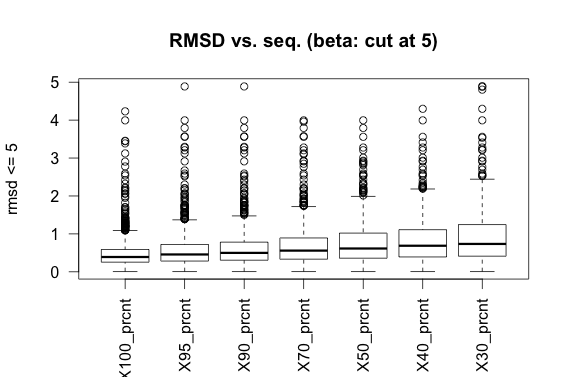 RMSD vs. seq. (beta: cut at 5)
rmsd <= 5
5
4
3
2
1
0
X100_prcnt
X95_prcnt
X90_prcnt
X70_prcnt
X50_prcnt
X40_prcnt
X30_prcnt